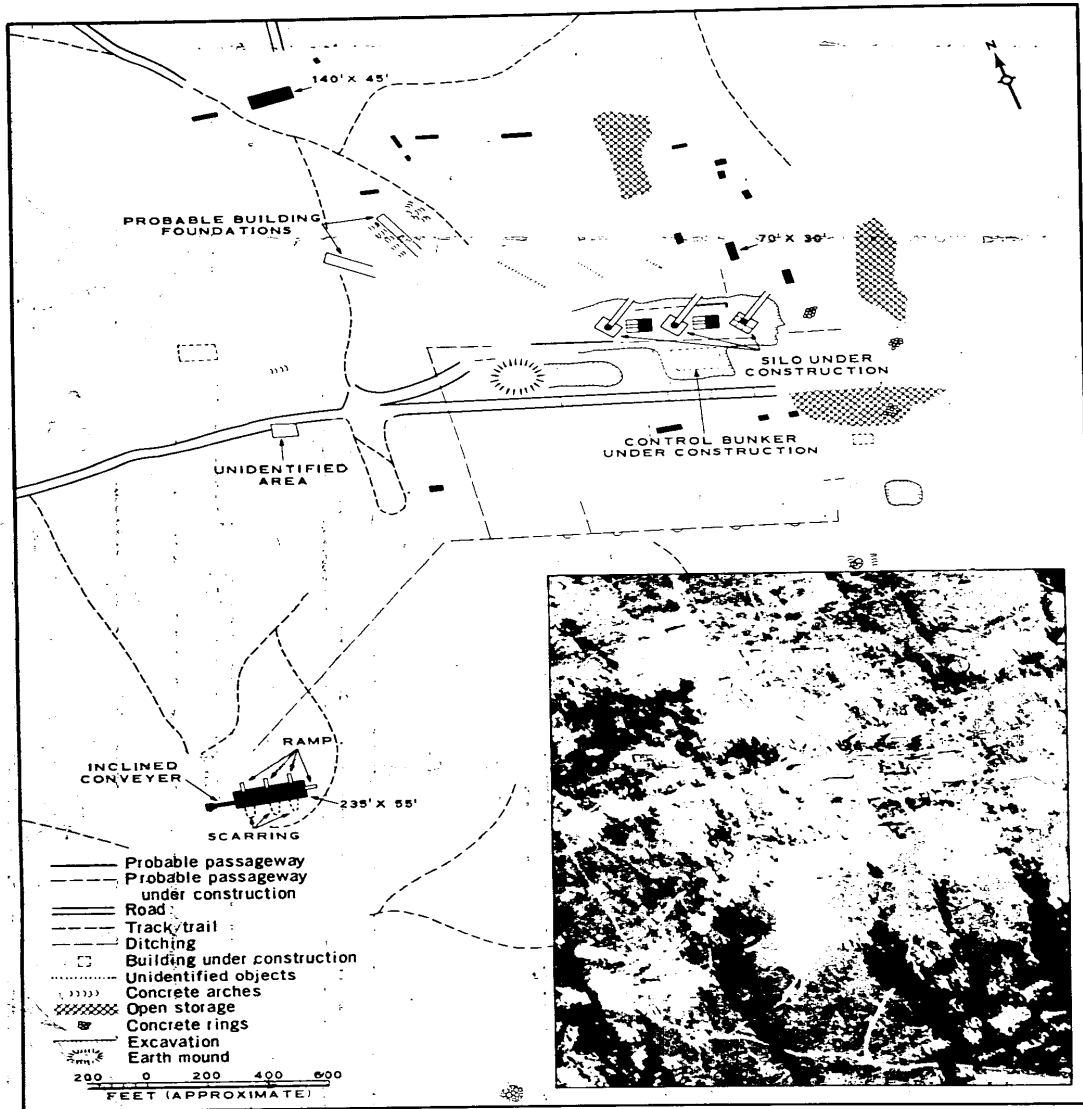 N
140' X 45'
PROBABLE BUILDING
FOUNDATIONS
70' X 30'
SILO UNDER
CONSTRUCTION
CONTROL BUNKER
UNDER CONSTRUCTION
UNIDENTIFIED
AREA
RAMP
INCLINED
CONVEYER
235' X 55'
SCARRING
Probable passageway
Probable passageway
under construction
Road
Track/trail
Ditching
Building under construction
Unidentified objects
Concrete arches
Open storage
Concrete rings
Excavation
Earth mound
200 0 200 400 600
FEET (APPROXIMATE)